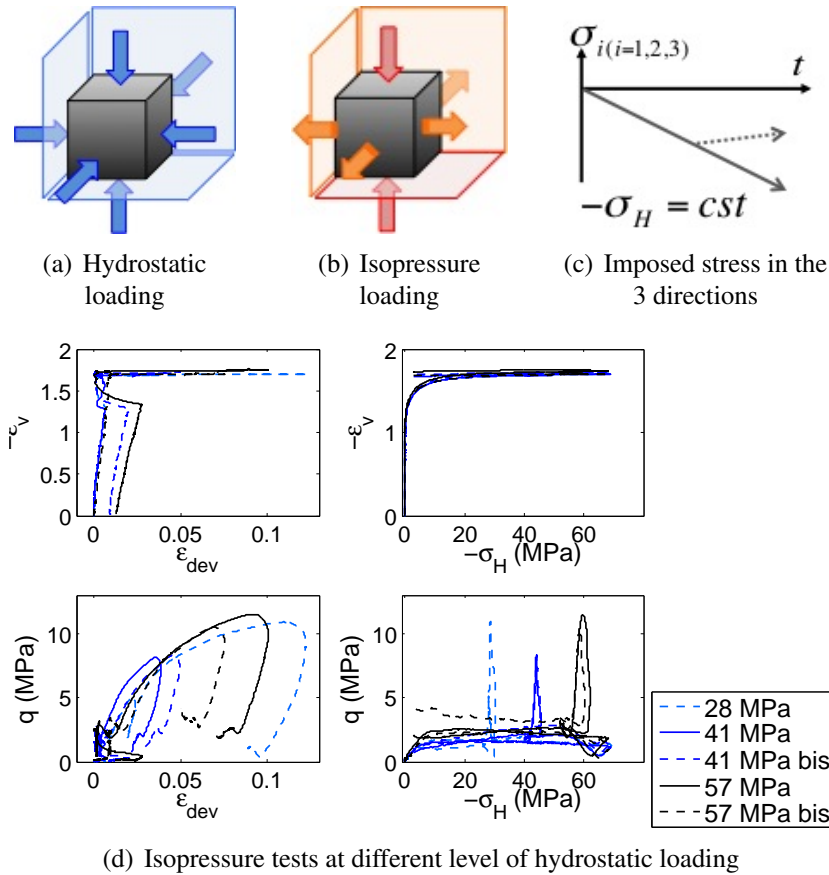 σi(i=1,2,3)
t
−σH = cst
(a) Hydrostatic
loading
(b) Isopressure
loading
(c) Imposed stress in the
3 directions
2
1.5
1
0.5
0
−εv
0
0.05
0.1
εdev
2
1.5
1
0.5
0
−εv
0
20
40
60
−σH (MPa)
10
5
0
q (MPa)
0
0.05
0.1
εdev
10
5
0
q (MPa)
0
20
40
60
−σH (MPa)
28 MPa
41 MPa
41 MPa bis
57 MPa
57 MPa bis
(d) Isopressure tests at different level of hydrostatic loading